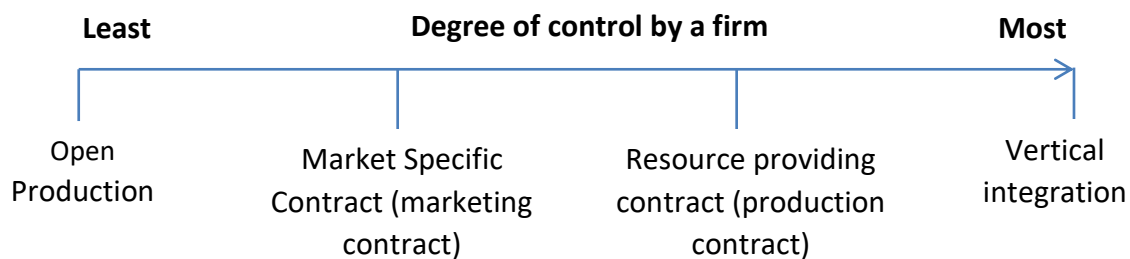 Least Degree of control by a firm Most
Open
Production
Market Specific
Contract (marketing
contract)
Resource providing
contract (production
contract)
Vertical
integration